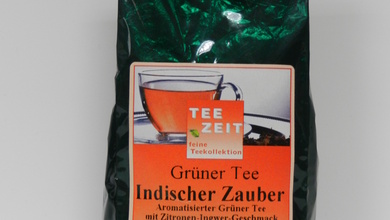 TEE
ZEIT
feine
Teekollektion
Grüner Tee
Indischer Zauber
Aromatisierter Grüner Tee
mit Zitronen-Ingwer-Geschmack